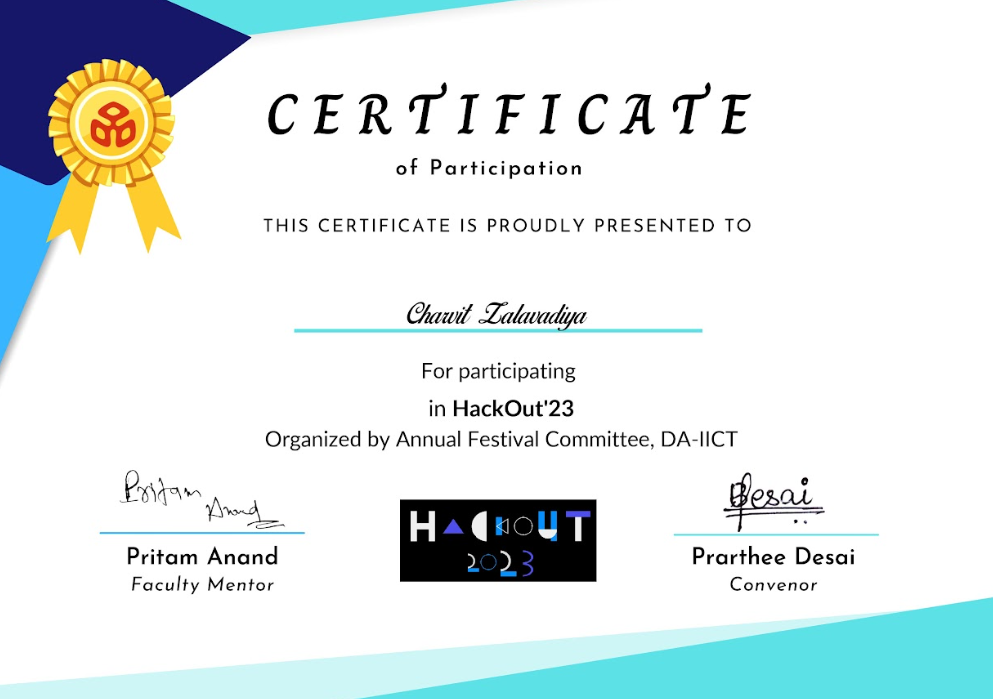 CERTIFICATE
of Participation
THIS CERTIFICATE IS PROUDLY PRESENTED TO
Charvit Zalavadiya
For participating
in HackOut'23
Organized by Annual Festival Committee, DA-IICT
Pritam
Anand
Desai
HACKOUT
2023
Pritam Anand
Prarthee Desai
Faculty Mentor
Convenor